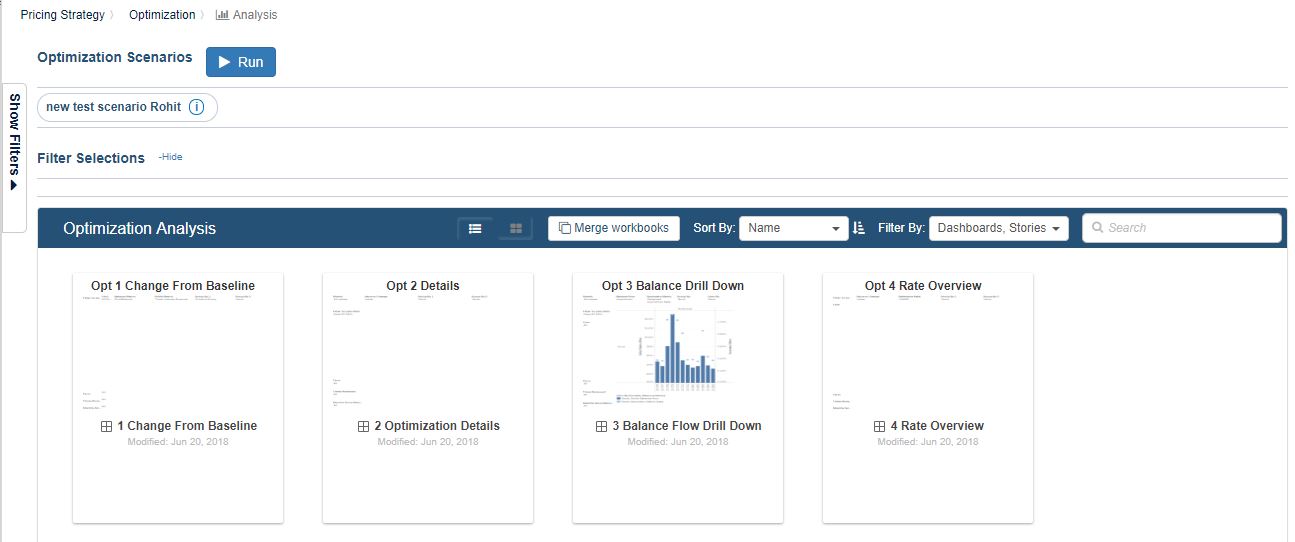 Pricing Strategy 〉 Optimization 〉 Analysis
Optimization Scenarios Run
Show Filters
new test scenario Rohit i
Filter Selections -Hide
Optimization Analysis Merge workbooks Sort By: Name Filter By: Dashboards, Stories Search
Opt 1 Change From Baseline
1 Change From Baseline
Modified: Jun 20, 2018
Opt 2 Details
2 Optimization Details
Modified: Jun 20, 2018
Opt 3 Balance Drill Down
3 Balance Flow Drill Down
Modified: Jun 20, 2018
Opt 4 Rate Overview
4 Rate Overview
Modified: Jun 20, 2018